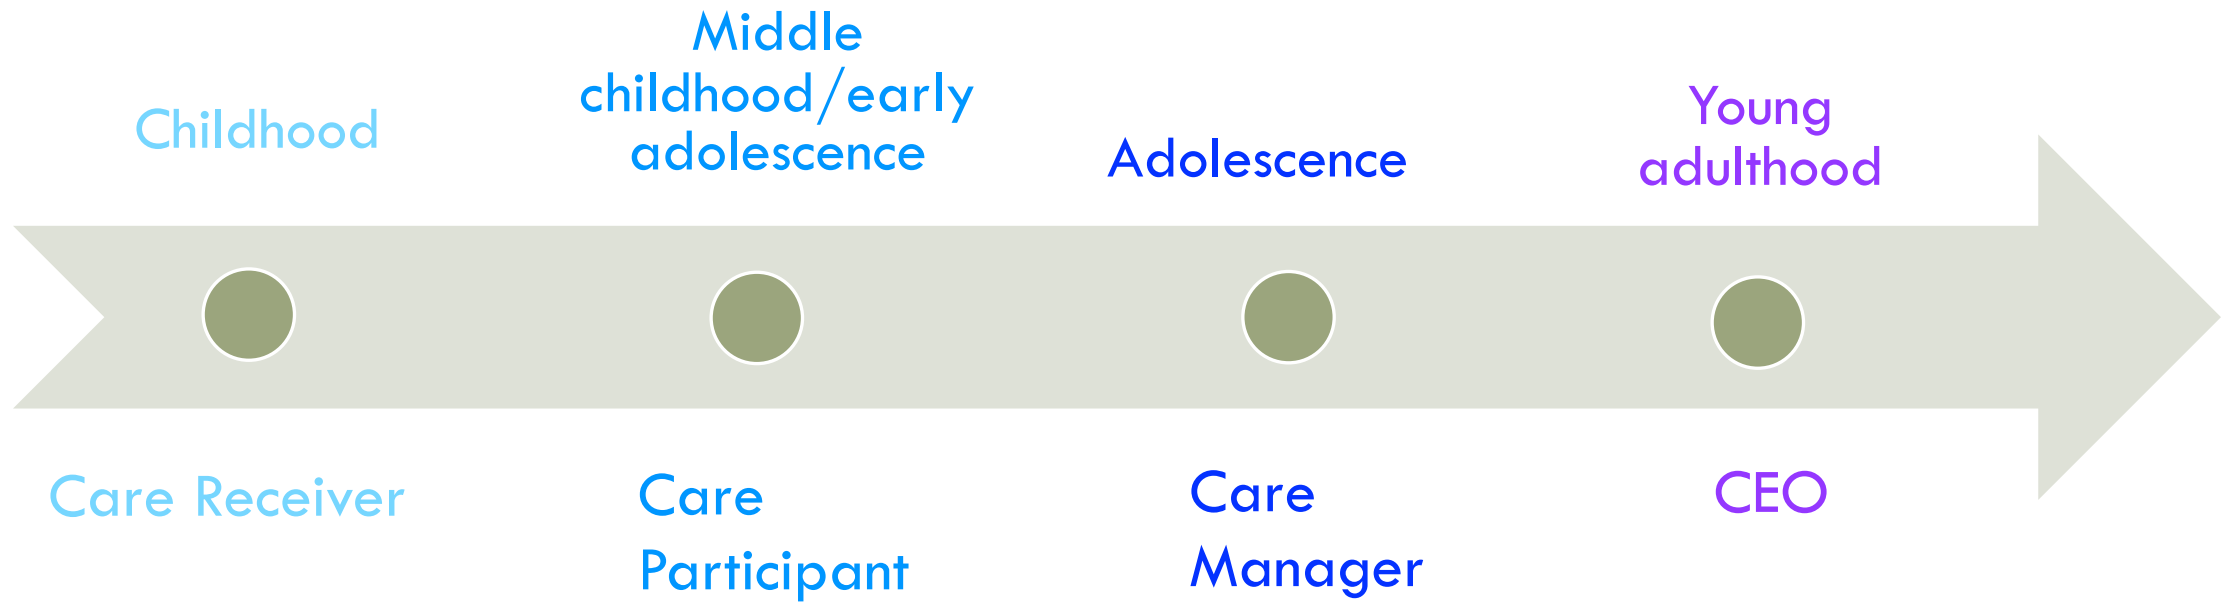 Childhood
Middle
childhood/early
adolescence
Adolescence
Young
adulthood
Care Receiver
Care
Participant
Care
Manager
CEO